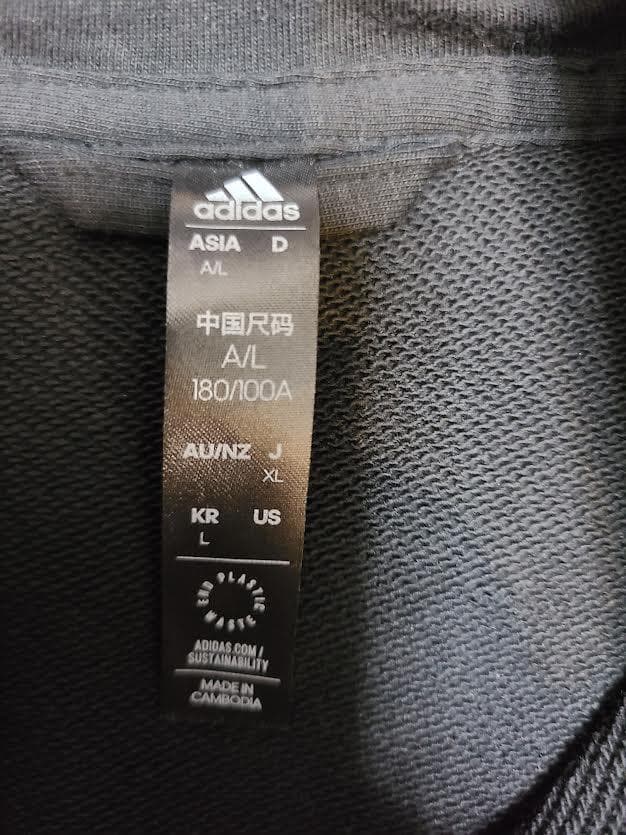 adidas
ASIA D
A/L
中国尺码
A/L
180/100A
AU/NZ J
XL
KR US
L
END PLASTIC WASTE
ADIDAS.COM/
SUSTAINABILITY
MADE IN
CAMBODIA